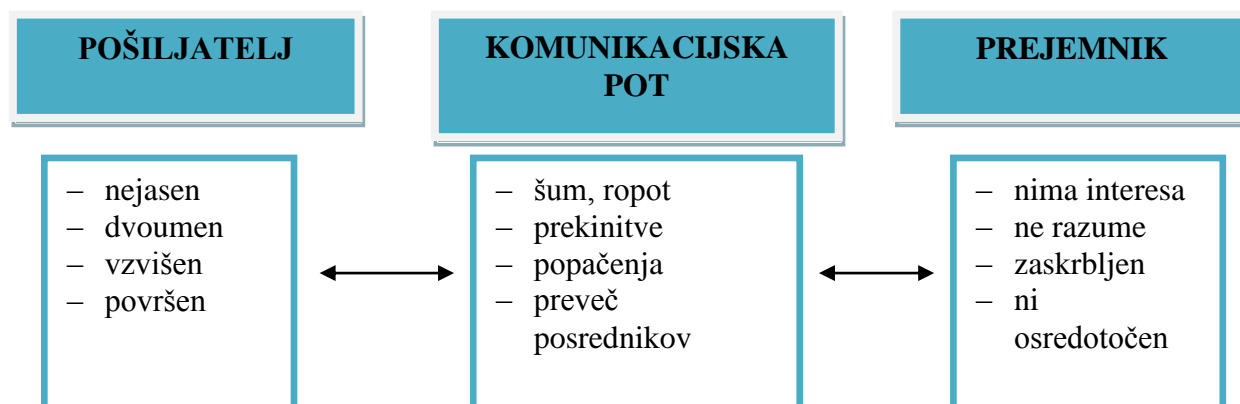 POŠILJATELJ
KOMUNIKACIJSKA
POT
PREJEMNIK
– nejasen
– dvoumen
– vzvišen
– površen
– šum, ropot
– prekinitve
– popačenja
– preveč
posrednikov
– nima interesa
– ne razume
– zaskrbljen
– ni
osredotočen